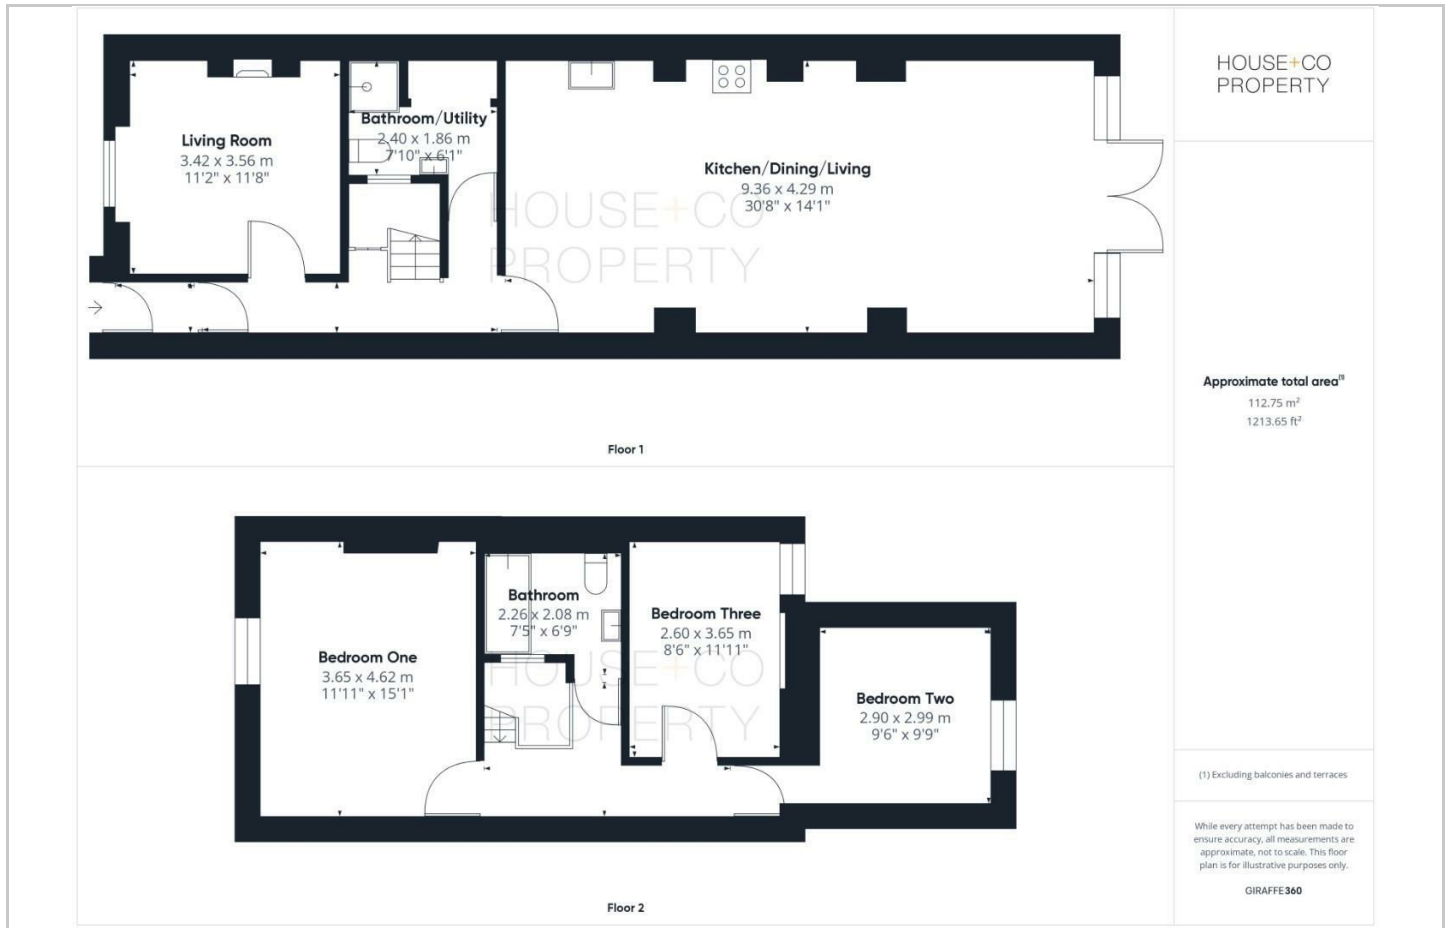 Living Room
3.42 x 3.56 m
11'2" x 11'8"
Bathroom/Utility
2.40 x 1.86 m
7'10" x 6'1"
Kitchen/Dining/Living
9.36 x 4.29 m
30'8" x 14'1"
HOUSE+CO
PROPERTY
Floor 1
Bedroom One
3.65 x 4.62 m
11'11" x 15'1"
Bathroom
2.26 x 2.08 m
7'5" x 6'9"
Bedroom Three
2.60 x 3.65 m
8'6" x 11'11"
Bedroom Two
2.90 x 2.99 m
9'6" x 9'9"
HOUSE+CO
PROPERTY
Floor 2
HOUSE+CO
PROPERTY
Approximate total area(1)
112.75 m²
1213.65 ft²
(1) Excluding balconies and terraces
While every attempt has been made to
ensure accuracy, all measurements are
approximate, not to scale. This floor
plan is for illustrative purposes only.
GIRAFFE360